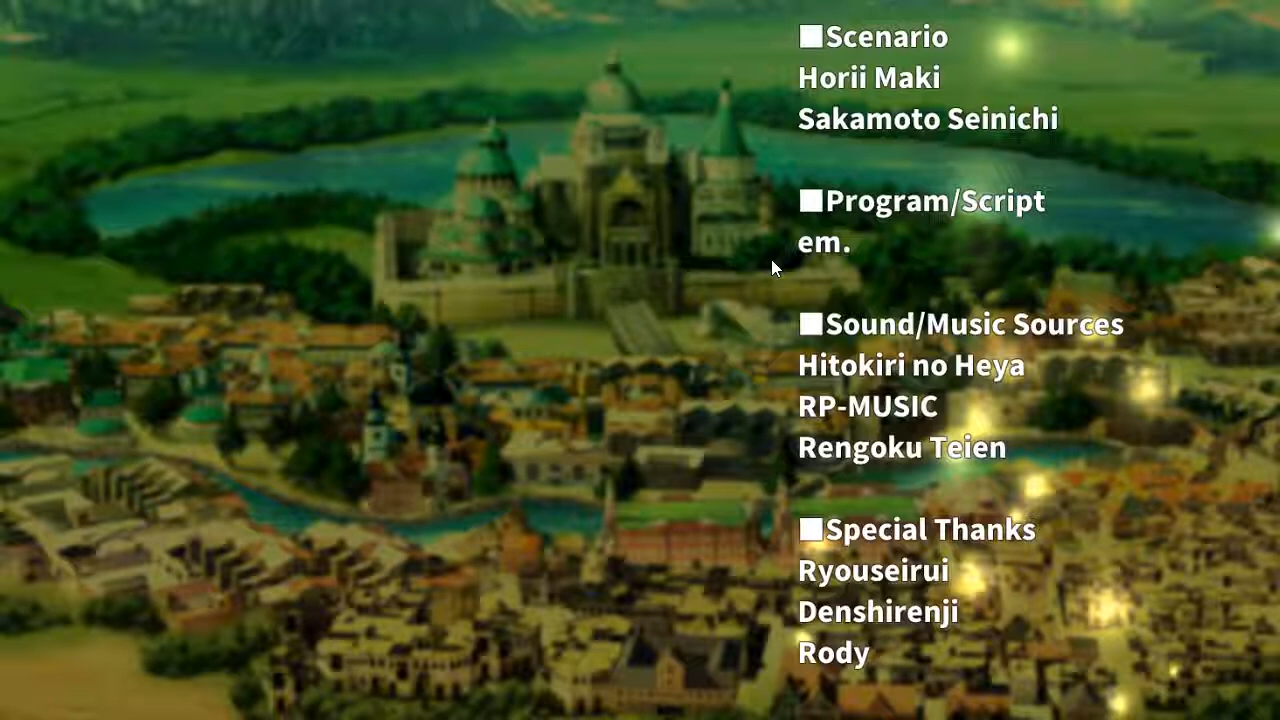 ■Scenario
Horii Maki
Sakamoto Seinichi
■Program/Script
em.
■Sound/Music Sources
Hitokiri no Heya
RP-MUSIC
Rengoku Teien
■Special Thanks
Ryouseirui
Denshirenji
Rody